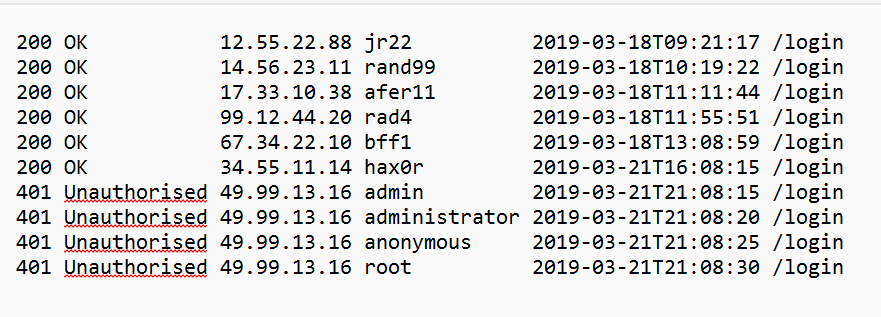 200 OK 12.55.22.88 jr22 2019-03-18T09:21:17 /login
200 OK 14.56.23.11 rand99 2019-03-18T10:19:22 /login
200 OK 17.33.10.38 afer11 2019-03-18T11:11:44 /login
200 OK 99.12.44.20 rad4 2019-03-18T11:55:51 /login
200 OK 67.34.22.10 bff1 2019-03-18T13:08:59 /login
200 OK 34.55.11.14 hax0r 2019-03-21T16:08:15 /login
401 Unauthorised 49.99.13.16 admin 2019-03-21T21:08:15 /login
401 Unauthorised 49.99.13.16 administrator 2019-03-21T21:08:20 /login
401 Unauthorised 49.99.13.16 anonymous 2019-03-21T21:08:25 /login
401 Unauthorised 49.99.13.16 root 2019-03-21T21:08:30 /login